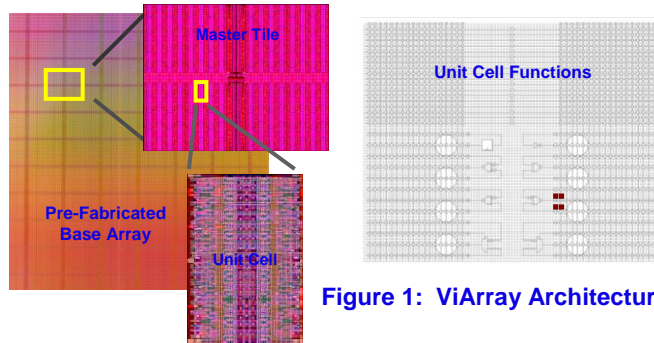 Master Tile
Unit Cell Functions
Pre-Fabricated
Base Array
Unit Cell
Figure 1: ViArray Architectur